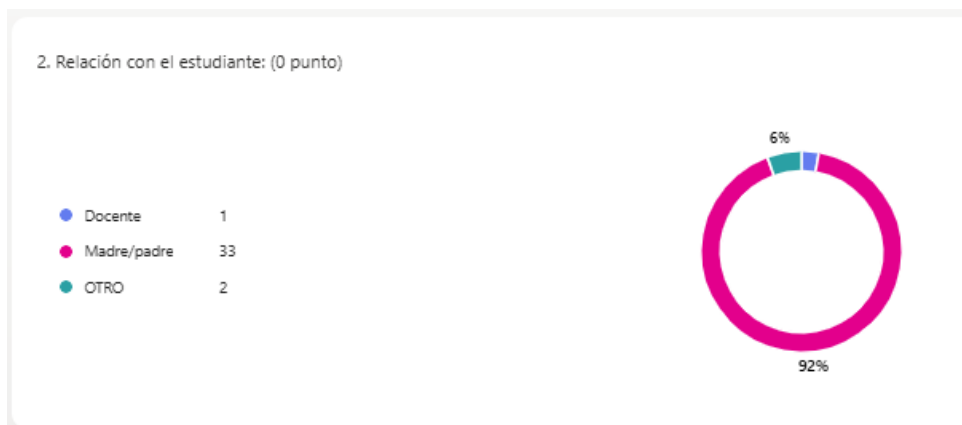 2. Relación con el estudiante: (0 punto)
6%
Docente 1
Madre/padre 33
OTRO 2
92%